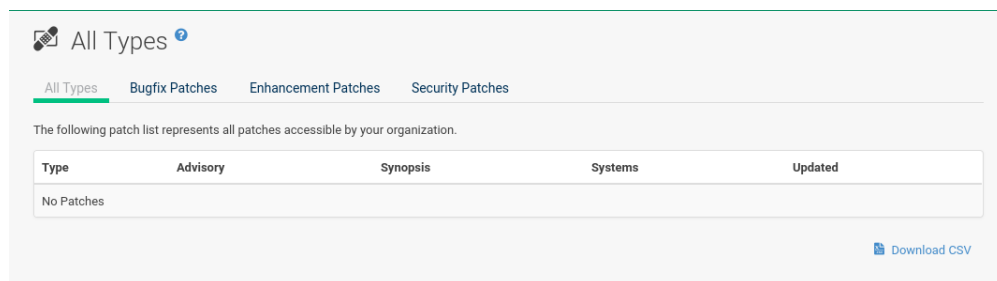 All Types ?
All Types Bugfix Patches Enhancement Patches Security Patches
The following patch list represents all patches accessible by your organization.
Type Advisory Synopsis Systems Updated
No Patches
Download CSV